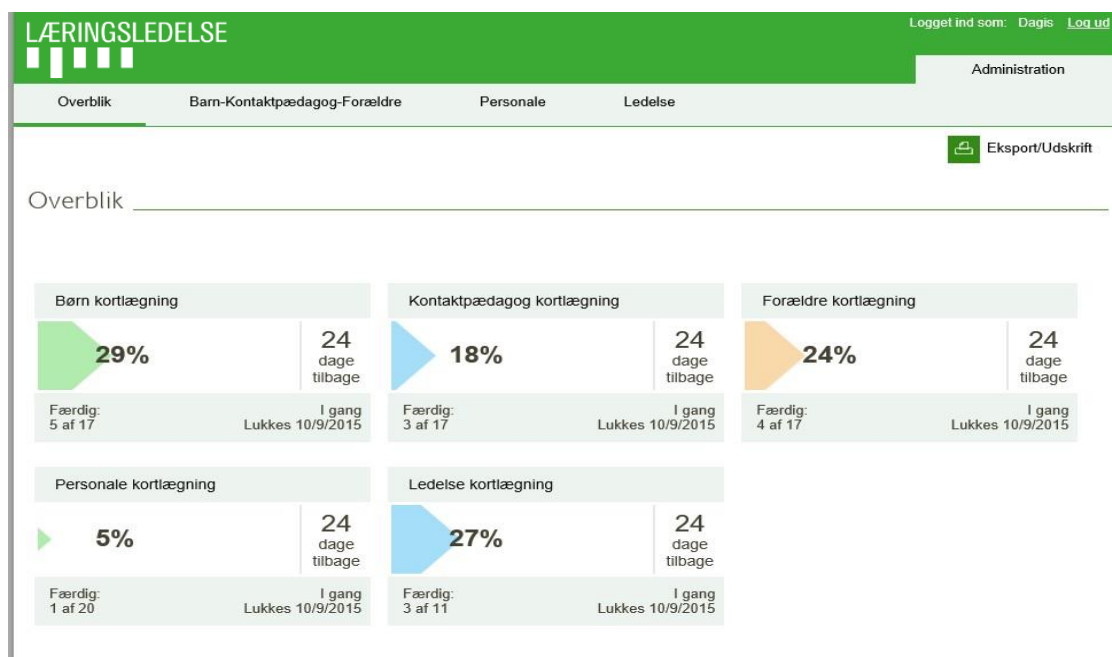 LÆRINGSLEDELSE
Logget ind som: Dagis Log ud
Administration
Overblik Barn-Kontaktpædagog-Forældre Personale Ledelse
Eksport/Udskrift
Overblik
Børn kortlægning
29%
24
dage
tilbage
Færdig: I gang
5 af 17 Lukkes 10/9/2015
Kontaktpædagog kortlægning
18%
24
dage
tilbage
Færdig: I gang
3 af 17 Lukkes 10/9/2015
Forældre kortlægning
24%
24
dage
tilbage
Færdig: I gang
4 af 17 Lukkes 10/9/2015
Personale kortlægning
5%
24
dage
tilbage
Færdig: I gang
1 af 20 Lukkes 10/9/2015
Ledelse kortlægning
27%
24
dage
tilbage
Færdig: I gang
3 af 11 Lukkes 10/9/2015